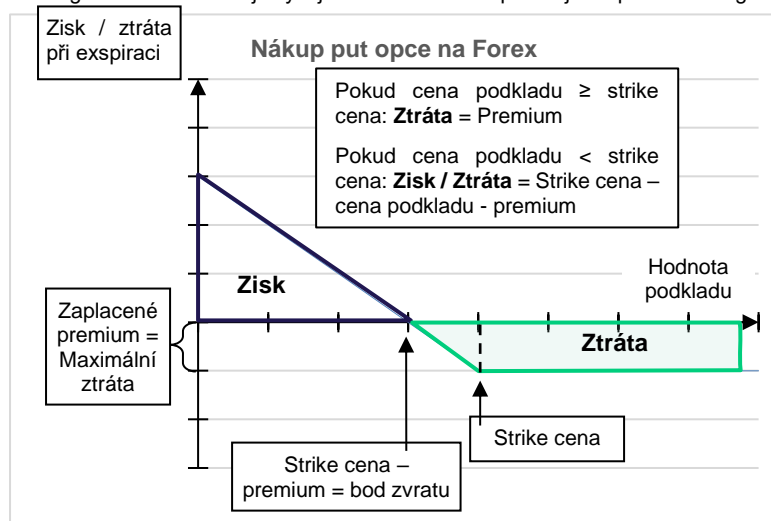 Zisk / ztráta
při exspiraci
Nákup put opce na Forex
Pokud cena podkladu ≥ strike
cena: Ztráta = Premium
Pokud cena podkladu < strike
cena: Zisk / Ztráta = Strike cena –
cena podkladu - premium
Zisk
Hodnota
podkladu
Zaplacené
premium =
Maximální
ztráta
Ztráta
Strike cena
Strike cena –
premium = bod zvratu